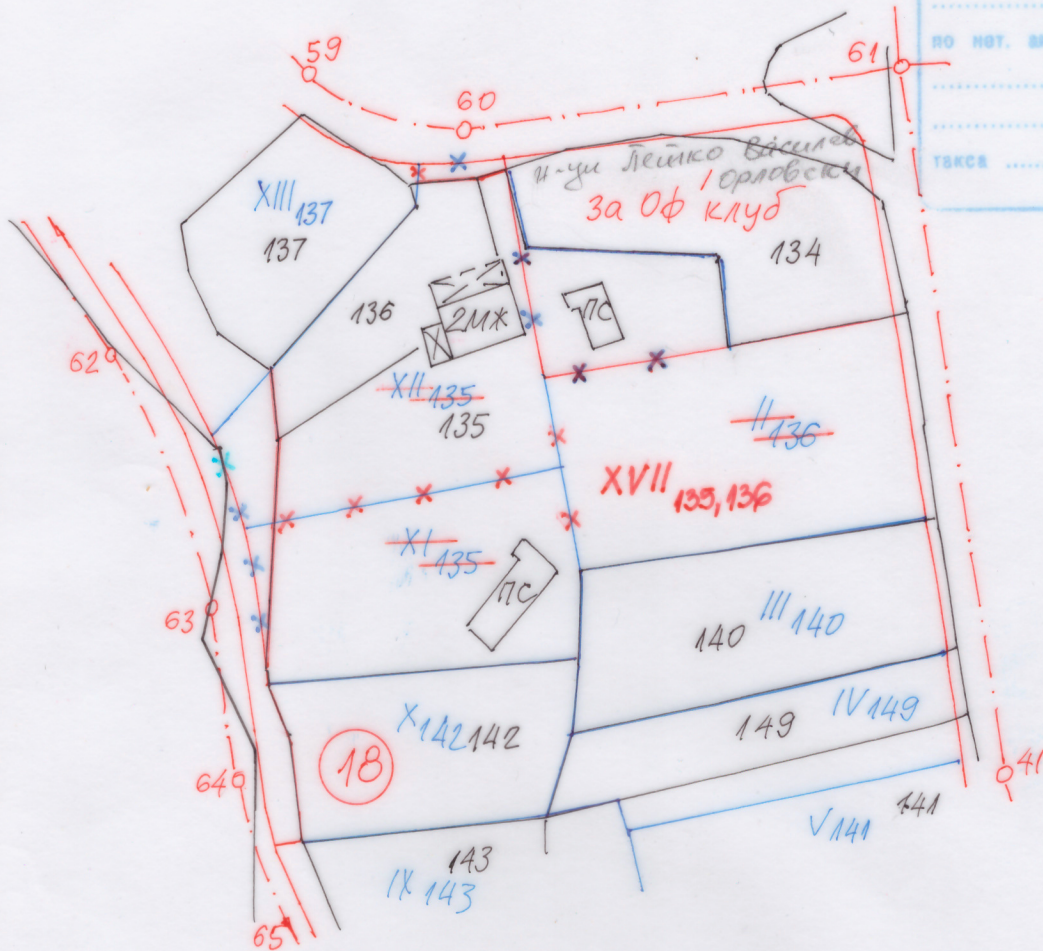 59
60
61
по нот. а
такса
н-ци Пейко Василев
Орловски
За ОФ клуб
134
XIII 137
137
136
2МЖ
ПС
62
XII 135
135
II 136
XVII 135,136
XI 135
ПС
63
140
III 140
X 142
142
149
IV 149
18
64
41
141
V 141
143
IX 143
65